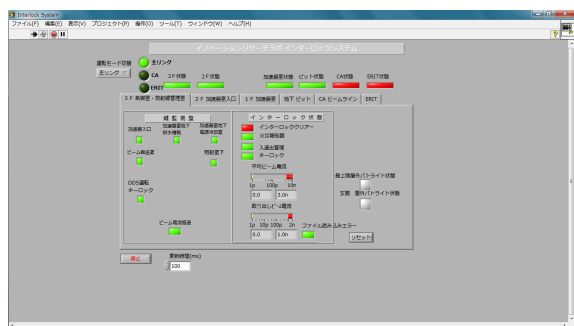 Interlock System
ファイル(F) 編集(E) 表示(V) プロジェクト(P) 操作(O) ツール(T) ウィンドウ(W) ヘルプ(H)
イノベーションリサーチラボ インターロックシステム
運転モード切替 主リング
主リング CA 3F状態 2F状態 加速器室状態 ピット状態 CA状態 ERIT状態
ERIT
3F 制御室・放射線管理室 2F 加速器室入口 1F 加速器室 地下ピット CAビームライン ERIT
鍵監視盤
加速器入口 加速器室地下排水槽側 加速器室地下電源冷却室
ビーム輸送室 照射室下
DDS運転
キーロック
ビーム電流超過
インターロック状態
インターロッククリアー
火災報知器
入退出管理
キーロック
平均ビーム電流
1p 100p 10n
0.0 1.0n
取り出しビーム電流
1p 10p 100p 2n
0.0 1.0n
ファイル読み込みエラー
最上階屋外パトライト状態
玄関 屋外パトライト状態
リセット
停止
更新時間(ms)
100